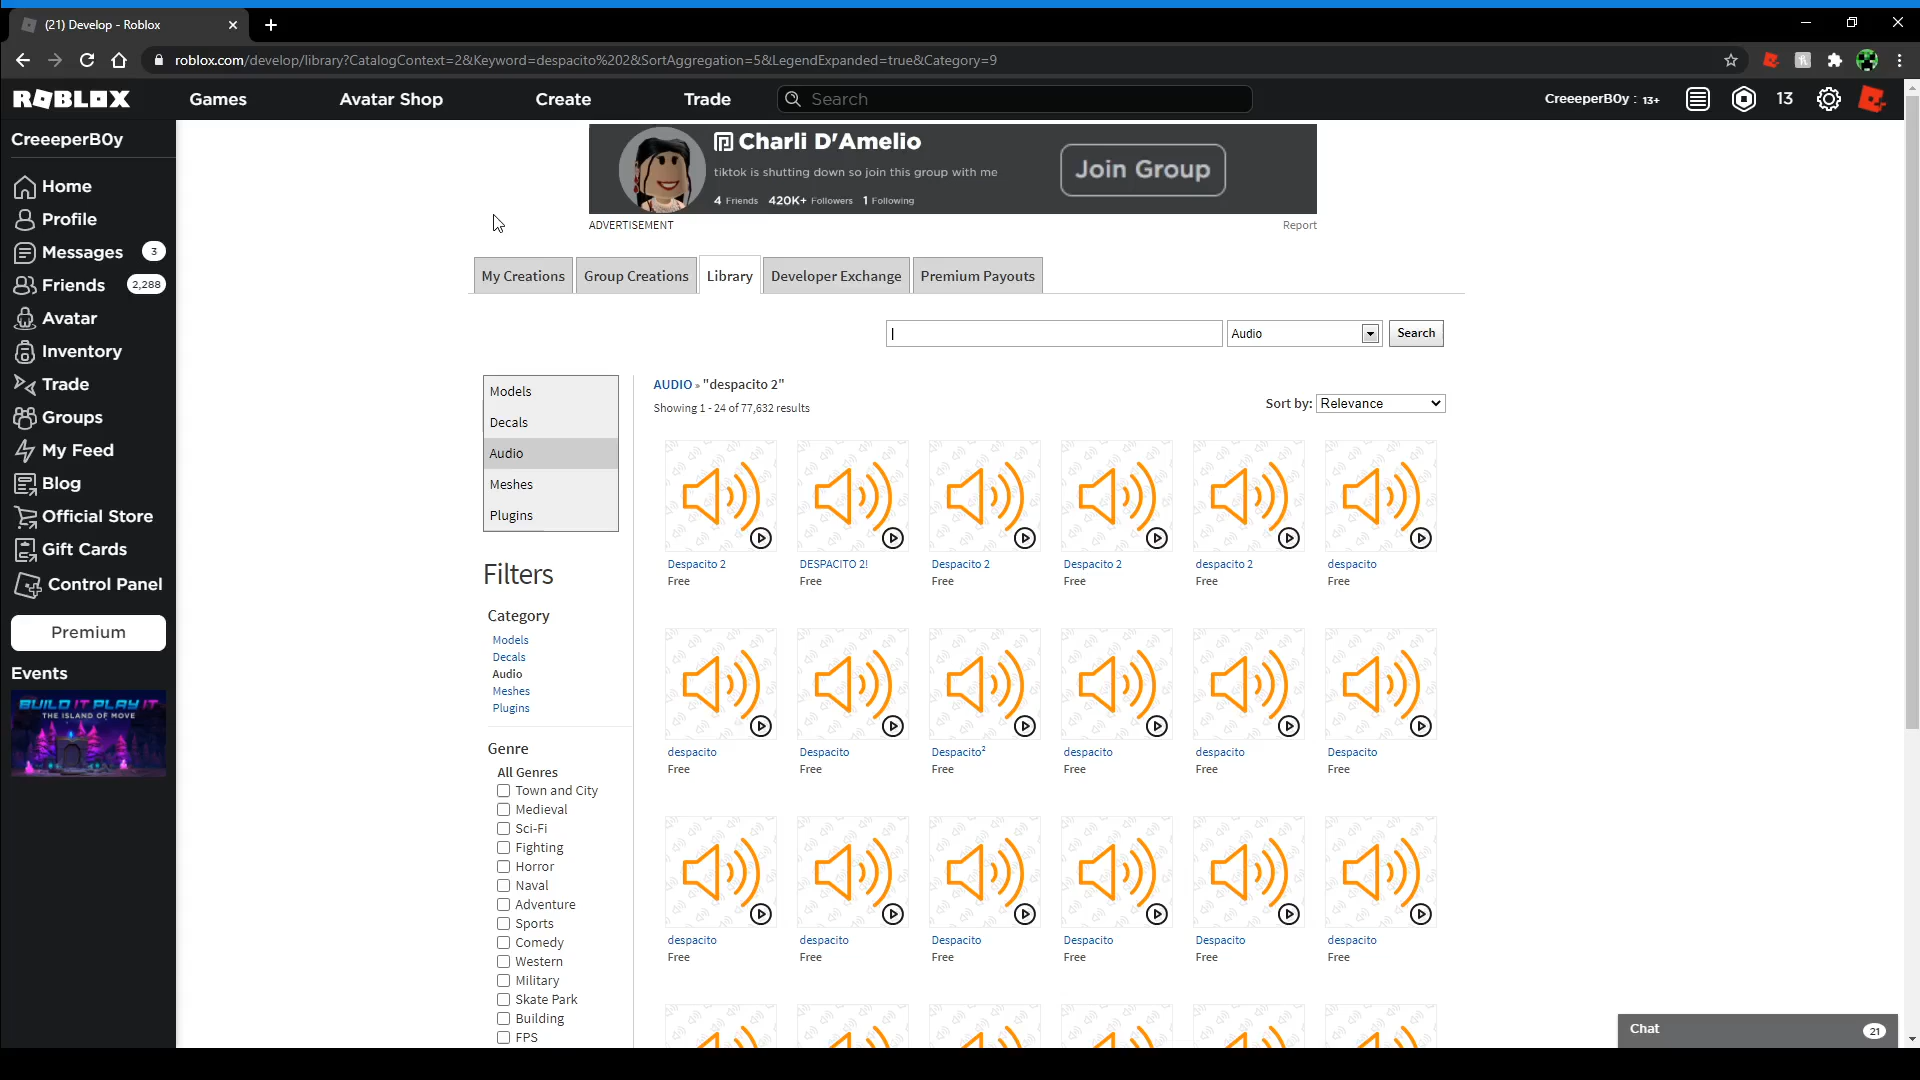 (21) Develop - Roblox
roblox.com/develop/library?CatalogContext=2&Keyword=despacito%202&SortAggregation=5&LegendExpanded=true&Category=9
ROBLOX
Games
Avatar Shop
Create
Trade
Search
CreeeperB0y : 13+
13
CreeeperB0y
Home
Profile
Messages 3
Friends 2,288
Avatar
Inventory
Trade
Groups
My Feed
Blog
Official Store
Gift Cards
Control Panel
Premium
Events
BUILD IT PLAY IT
THE ISLAND OF MOVE
Charli D'Amelio
tiktok is shutting down so join this group with me
4 Friends 420K+ Followers 1 Following
Join Group
ADVERTISEMENT
Report
My Creations
Group Creations
Library
Developer Exchange
Premium Payouts
Audio
Search
Models
Decals
Audio
Meshes
Plugins
Filters
Category
Models
Decals
Audio
Meshes
Plugins
Genre
All Genres
Town and City
Medieval
Sci-Fi
Fighting
Horror
Naval
Adventure
Sports
Comedy
Western
Military
Skate Park
Building
FPS
AUDIO » "despacito 2"
Showing 1 - 24 of 77,632 results
Sort by: Relevance
Despacito 2
Free
DESPACITO 2!
Free
Despacito 2
Free
Despacito 2
Free
despacito 2
Free
despacito
Free
despacito
Free
Despacito
Free
Despacito²
Free
despacito
Free
despacito
Free
Despacito
Free
despacito
Free
despacito
Free
Despacito
Free
Despacito
Free
Despacito
Free
despacito
Free
Chat
21